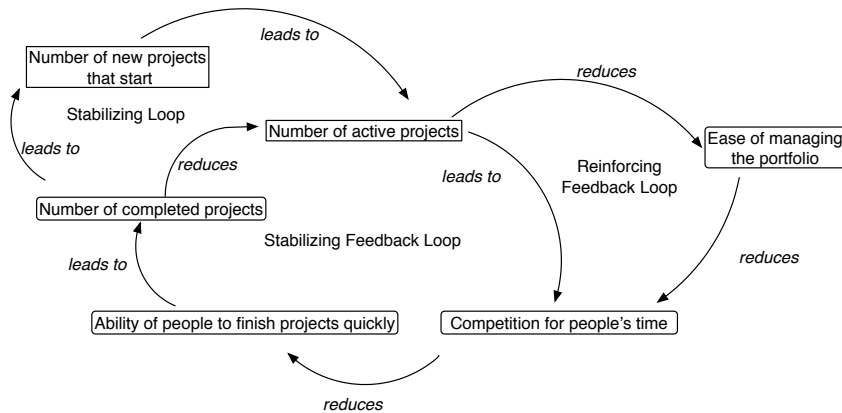 leads to
Number of new projects
that start
reduces
Stabilizing Loop
Number of active projects
Ease of managing
the portfolio
leads to
reduces
leads to
Reinforcing
Feedback Loop
Number of completed projects
Stabilizing Feedback Loop
leads to
reduces
Ability of people to finish projects quickly
Competition for people's time
reduces